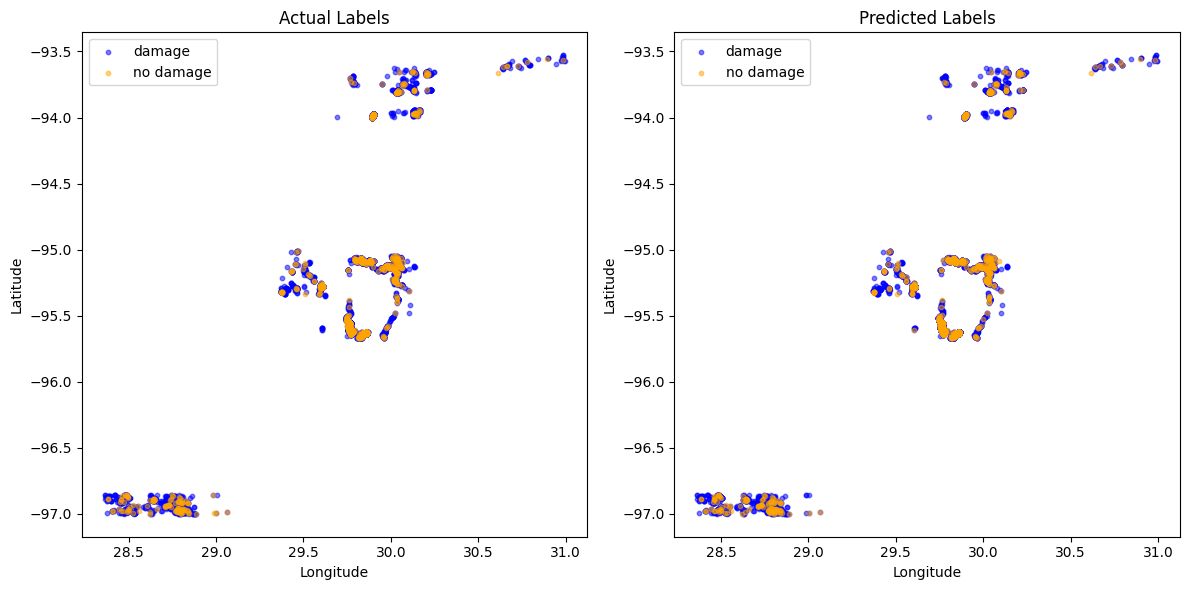 Actual Labels
damage
no damage
−93.5
−94.0
−94.5
−95.0
−95.5
−96.0
−96.5
−97.0
Latitude
28.5 29.0 29.5 30.0 30.5 31.0
Longitude
Predicted Labels
damage
no damage
−93.5
−94.0
−94.5
−95.0
−95.5
−96.0
−96.5
−97.0
Latitude
28.5 29.0 29.5 30.0 30.5 31.0
Longitude